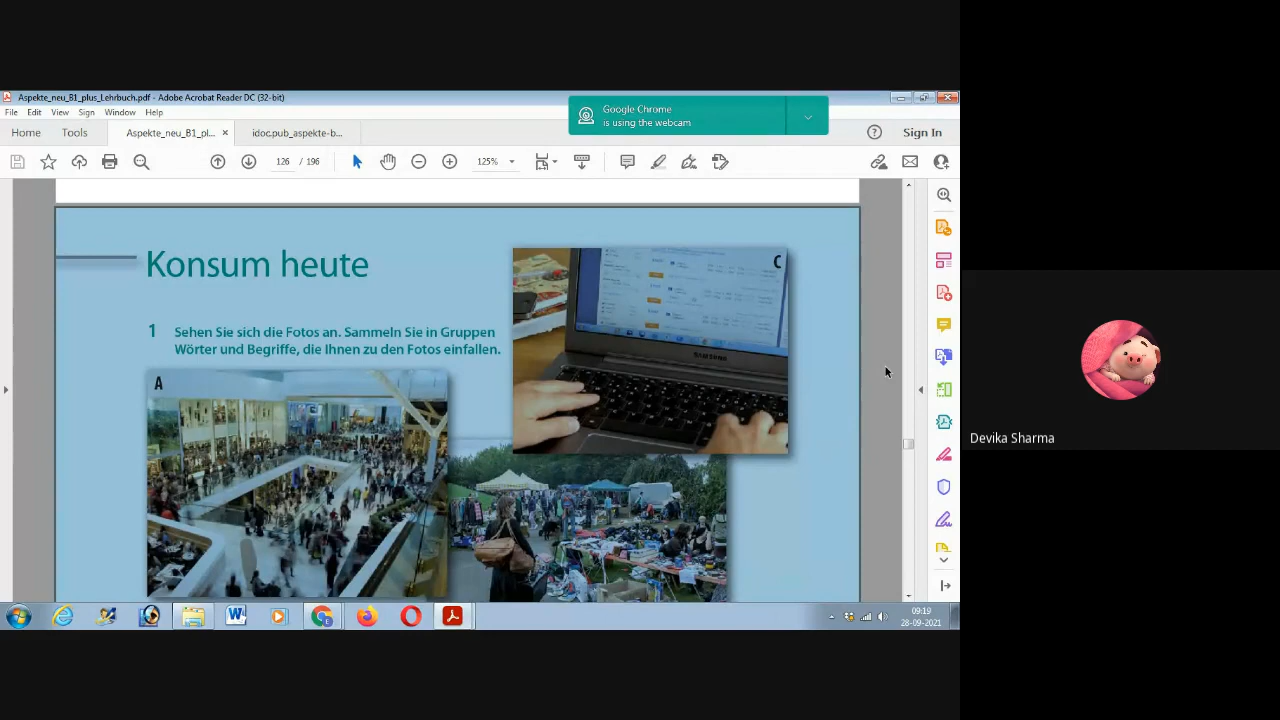 Aspekte_neu_B1_plus_Lehrbuch.pdf - Adobe Acrobat Reader DC (32-bit)
File Edit View Sign Window Help
Google Chrome
is using the webcam
Home Tools Aspekte_neu_B1_pl... × idoc.pub_aspekte-b... Sign In
126 / 196 125%
Konsum heute
C
1 Sehen Sie sich die Fotos an. Sammeln Sie in Gruppen
Wörter und Begriffe, die Ihnen zu den Fotos einfallen.
SAMSUNG
A
Devika Sharma
09:19
28-09-2021